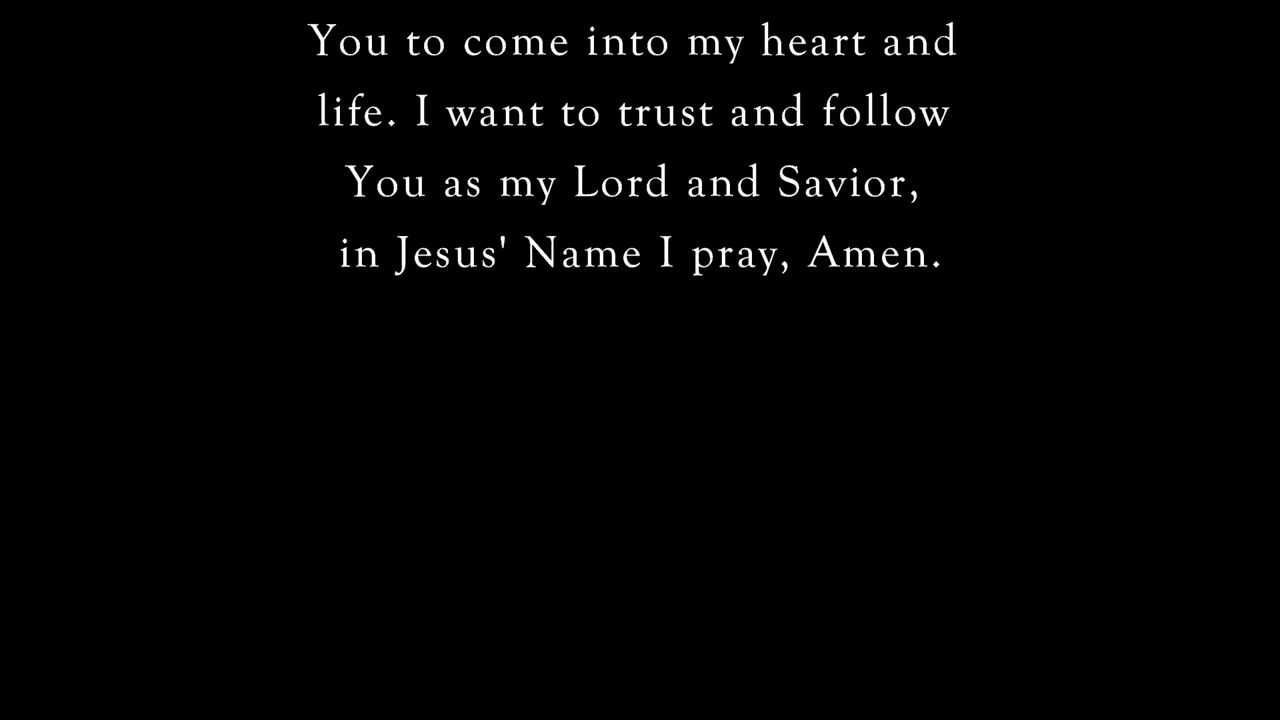 You to come into my heart and
life. I want to trust and follow
You as my Lord and Savior,
in Jesus' Name I pray, Amen.